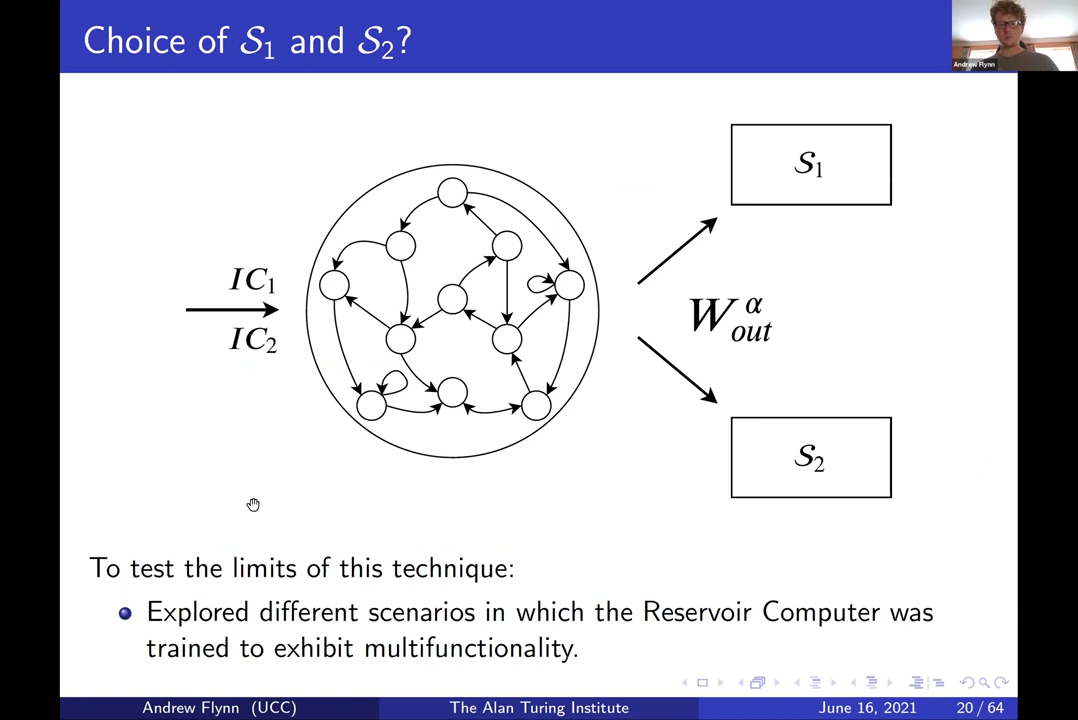 Choice of 𝒮₁ and 𝒮₂?
Andrew Flynn
𝒮₁
IC₁
IC₂
W^α_out
𝒮₂
To test the limits of this technique:
Explored different scenarios in which the Reservoir Computer was
trained to exhibit multifunctionality.
Andrew Flynn (UCC) The Alan Turing Institute June 16, 2021 20 / 64